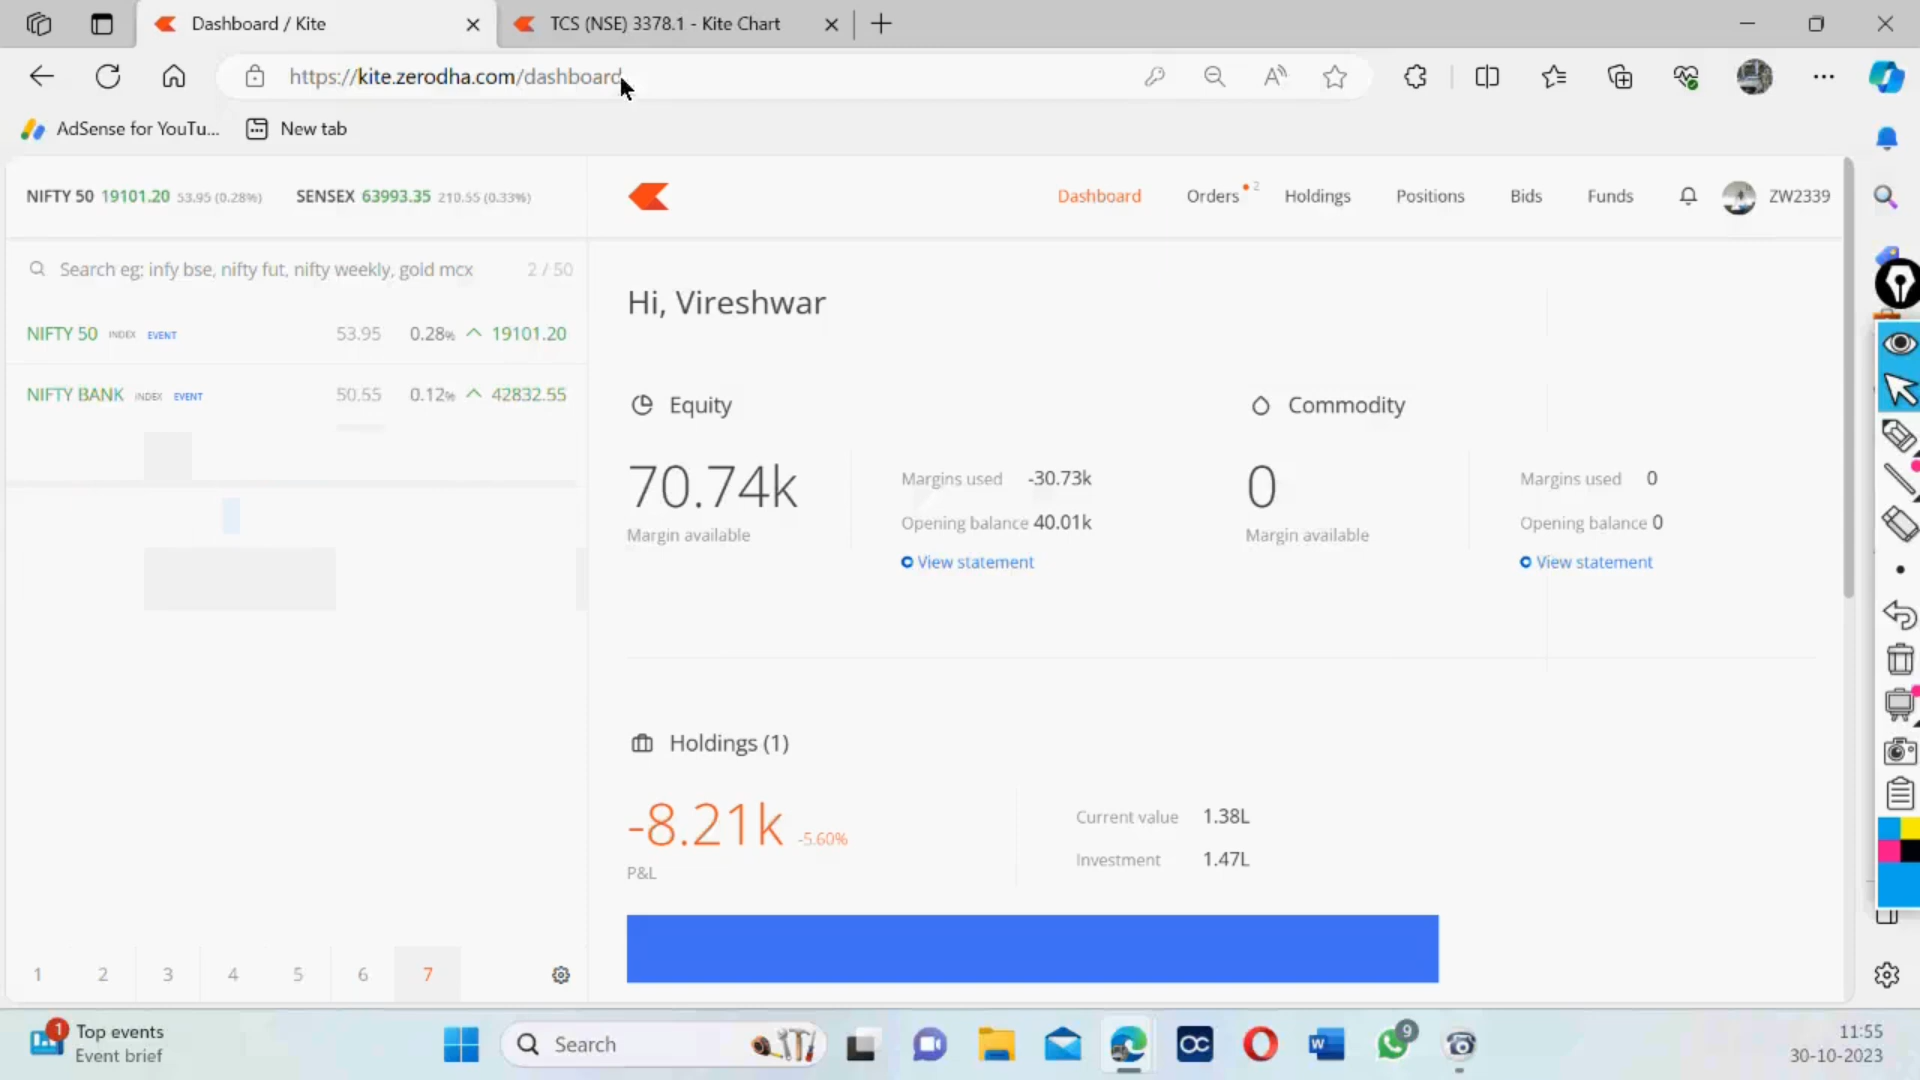 Dashboard / Kite
TCS (NSE) 3378.1 - Kite Chart
https://kite.zerodha.com/dashboard
AdSense for YouTu...
New tab
NIFTY 50 19101.20 53.95 (0.28%) SENSEX 63993.35 210.55 (0.33%)
Dashboard Orders 2 Holdings Positions Bids Funds ZW2339
Search eg: infy bse, nifty fut, nifty weekly, gold mcx 2 / 50
NIFTY 50 INDEX EVENT 53.95 0.28% 19101.20
NIFTY BANK INDEX EVENT 50.55 0.12% 42832.55
Hi, Vireshwar
Equity
70.74k
Margin available
Margins used -30.73k
Opening balance 40.01k
View statement
Commodity
0
Margin available
Margins used 0
Opening balance 0
View statement
Holdings (1)
-8.21k -5.60%
P&L
Current value 1.38L
Investment 1.47L
1 2 3 4 5 6 7
1
Top events
Event brief
Search
9
11:55
30-10-2023